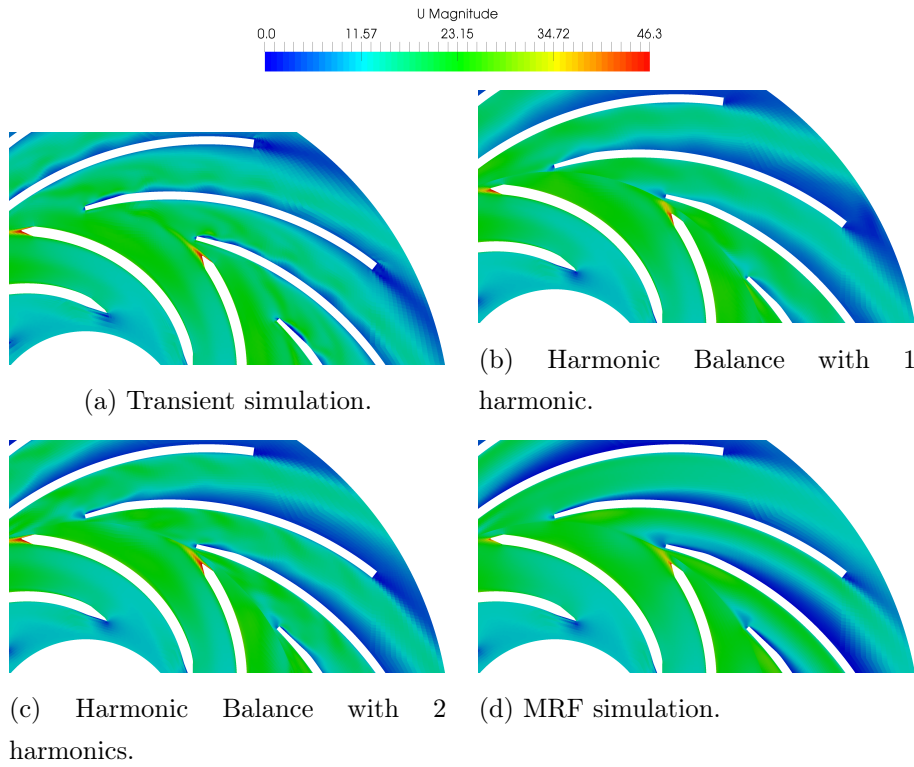 U Magnitude
0.0 11.57 23.15 34.72 46.3
(a) Transient simulation.
(b) Harmonic Balance with 1
harmonic.
(c) Harmonic Balance with 2
harmonics.
(d) MRF simulation.